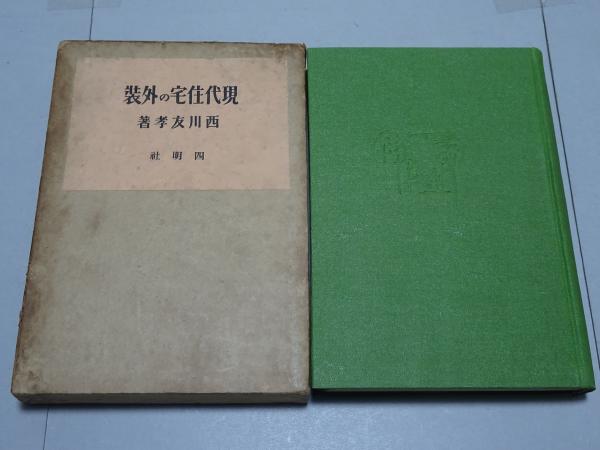 現代住宅の外装
西川友孝著
四明社